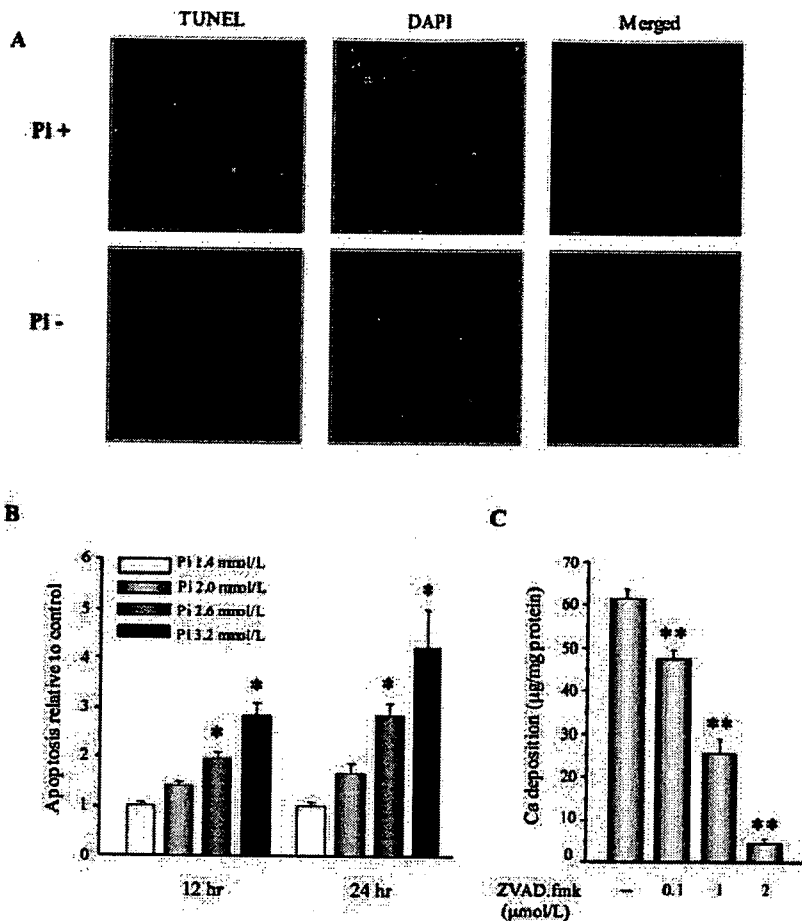 TUNEL DAPI Merged
A
Pi +
Pi -
B
Apoptosis relative to control
6
5
4
3
2
1
0
Pi 1.4 mmol/L
Pi 2.0 mmol/L
Pi 2.6 mmol/L
Pi 3.2 mmol/L
* * * *
12 hr 24 hr
C
Ca deposition (μg/mg protein)
70
60
50
40
30
20
10
0
** ** **
ZVAD.fmk — 0.1 1 2
(μmol/L)